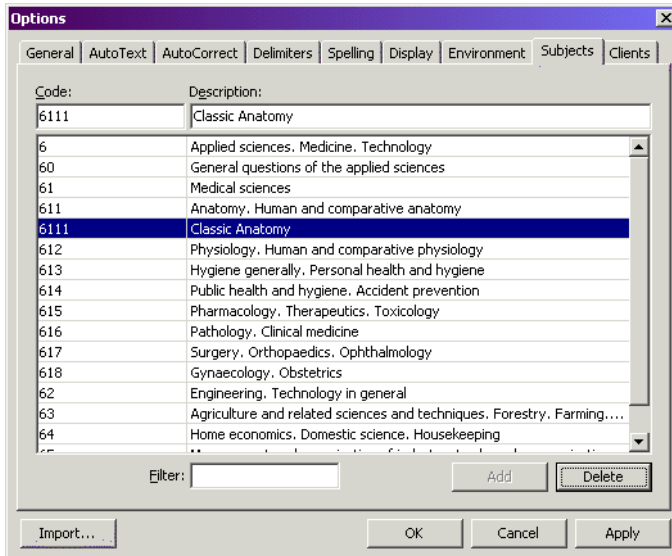 Options
General AutoText AutoCorrect Delimiters Spelling Display Environment Subjects Clients
Code: Description:
6111 Classic Anatomy
6 Applied sciences. Medicine. Technology
60 General questions of the applied sciences
61 Medical sciences
611 Anatomy. Human and comparative anatomy
6111 Classic Anatomy
612 Physiology. Human and comparative physiology
613 Hygiene generally. Personal health and hygiene
614 Public health and hygiene. Accident prevention
615 Pharmacology. Therapeutics. Toxicology
616 Pathology. Clinical medicine
617 Surgery. Orthopaedics. Ophthalmology
618 Gynaecology. Obstetrics
62 Engineering. Technology in general
63 Agriculture and related sciences and techniques. Forestry. Farming....
64 Home economics. Domestic science. Housekeeping
Filter: Add Delete
Import... OK Cancel Apply